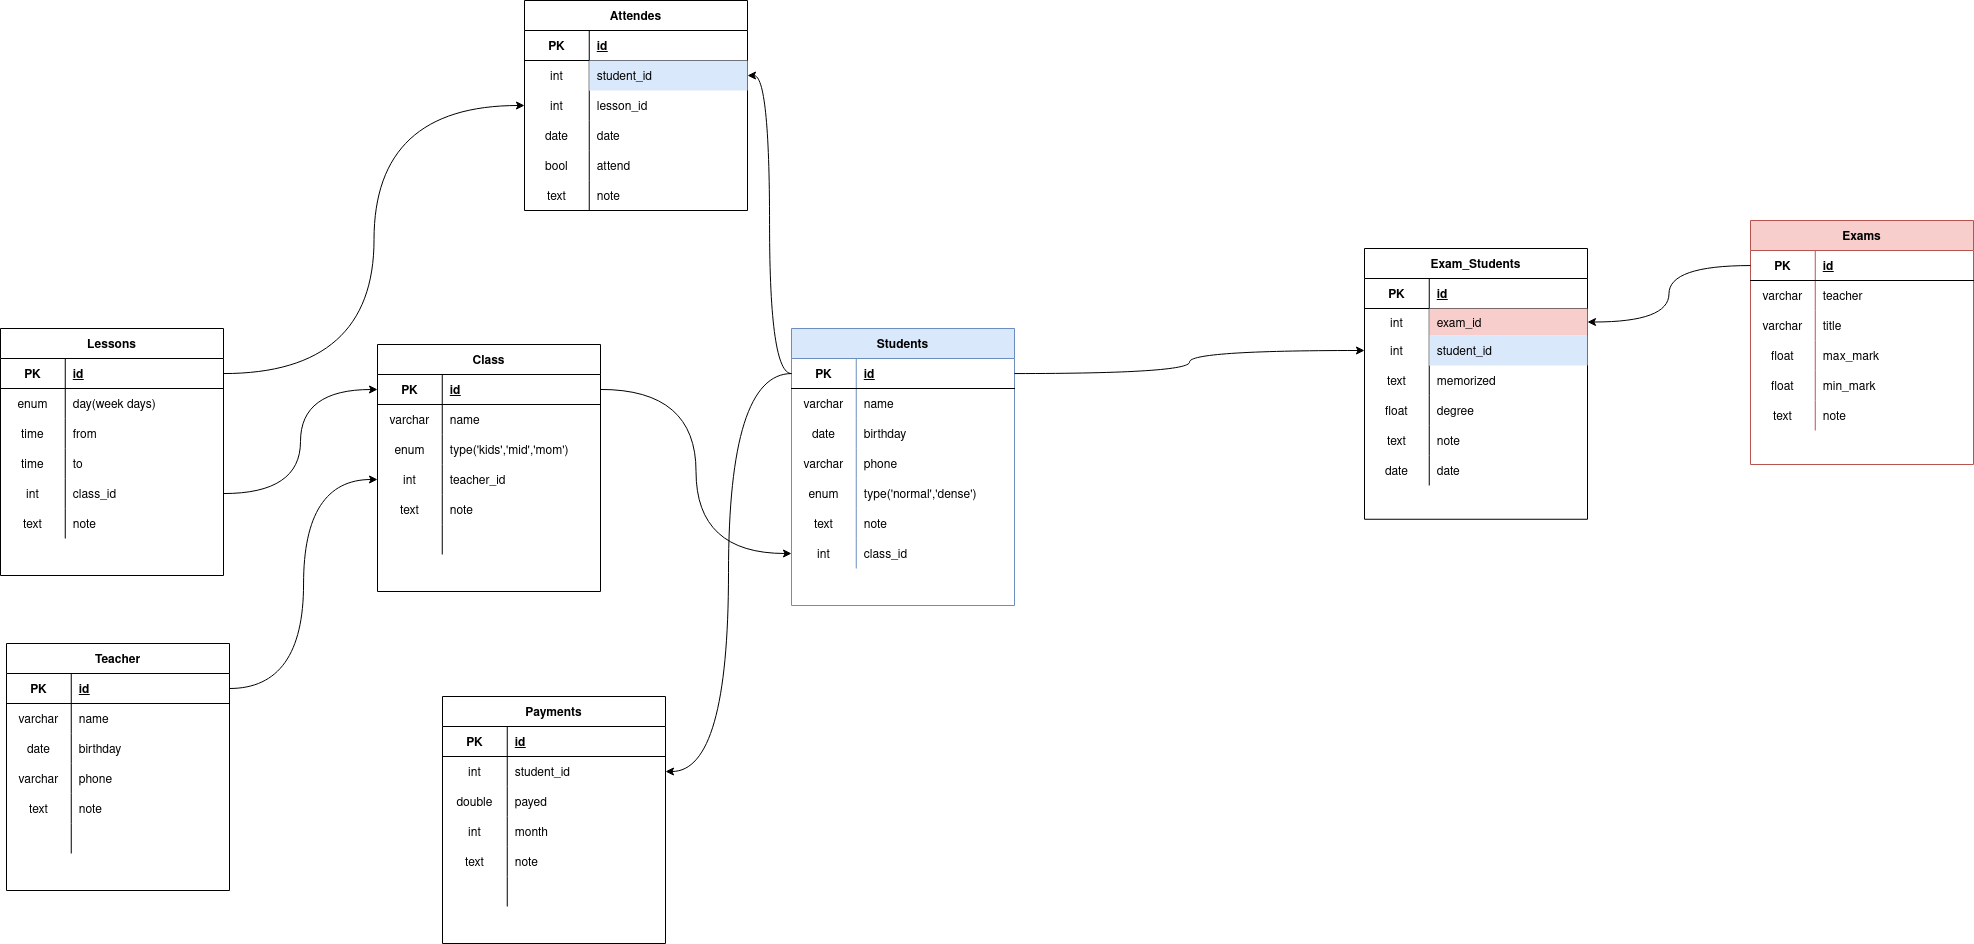 Attendes
PK id
int student_id
int lesson_id
date date
bool attend
text note
Lessons
PK id
enum day(week days)
time from
time to
int class_id
text note
Class
PK id
varchar name
enum type('kids','mid','mom')
int teacher_id
text note
Students
PK id
varchar name
date birthday
varchar phone
enum type('normal','dense')
text note
int class_id
Exam_Students
PK id
int exam_id
int student_id
text memorized
float degree
text note
date date
Exams
PK id
varchar teacher
varchar title
float max_mark
float min_mark
text note
Teacher
PK id
varchar name
date birthday
varchar phone
text note
Payments
PK id
int student_id
double payed
int month
text note